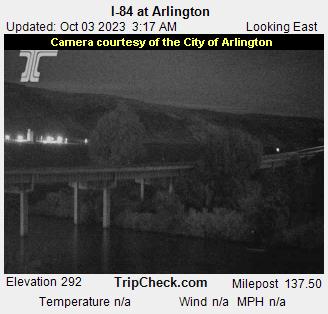 I-84 at Arlington
Updated: Oct 03 2023 3:17 AM Looking East
Camera courtesy of the City of Arlington
Elevation 292 TripCheck.com Milepost 137.50
Temperature n/a Wind n/a MPH n/a